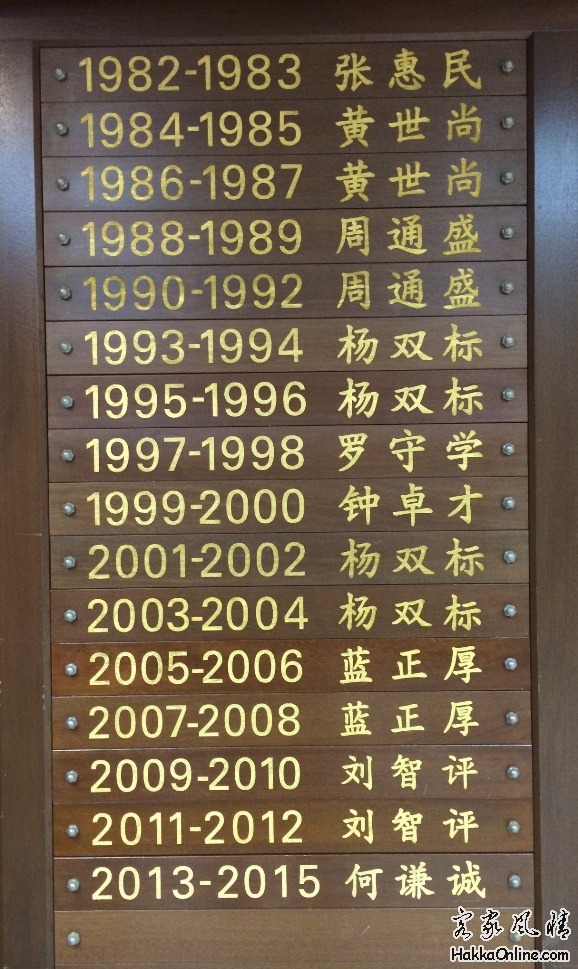 1982-1983 张惠民
1984-1985 黄世尚
1986-1987 黄世尚
1988-1989 周通盛
1990-1992 周通盛
1993-1994 杨双标
1995-1996 杨双标
1997-1998 罗守学
1999-2000 钟卓才
2001-2002 杨双标
2003-2004 杨双标
2005-2006 蓝正厚
2007-2008 蓝正厚
2009-2010 刘智评
2011-2012 刘智评
2013-2015 何谦诚
客家风情
HakkaOnline.com